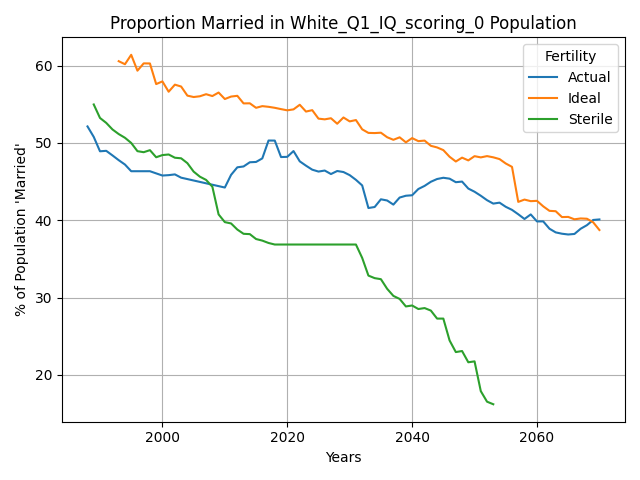 Proportion Married in White_Q1_IQ_scoring_0 Population
% of Population 'Married'
60
50
40
30
20
2000
2020
2040
2060
Years
Fertility
Actual
Ideal
Sterile